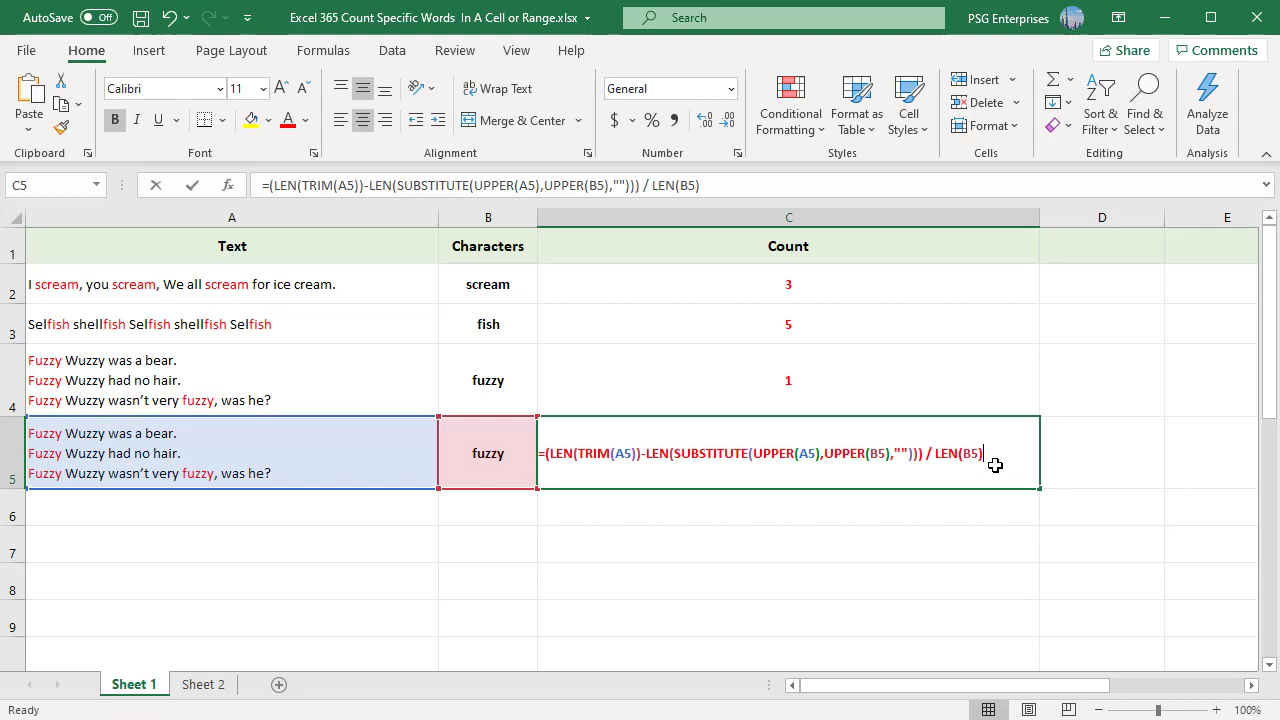 AutoSave Off Excel 365 Count Specific Words In A Cell or Range.xlsx Search PSG Enterprises
File Home Insert Page Layout Formulas Data Review View Help Share Comments
Paste Calibri 11 A A Wrap Text General Insert Delete Format
B I U A Merge & Center $ % Conditional Formatting Format as Table Cell Styles Sort & Filter Find & Select Analyze Data
Clipboard Font Alignment Number Styles Cells Editing Analysis
C5 fx =(LEN(TRIM(A5))-LEN(SUBSTITUTE(UPPER(A5),UPPER(B5),""))) / LEN(B5)
A B C D E
1 Text Characters Count
2 I scream, you scream, We all scream for ice cream. scream 3
3 Selfish shellfish Selfish shellfish Selfish fish 5
Fuzzy Wuzzy was a bear.
Fuzzy Wuzzy had no hair. fuzzy 1
4 Fuzzy Wuzzy wasn’t very fuzzy, was he?
Fuzzy Wuzzy was a bear.
Fuzzy Wuzzy had no hair. fuzzy =(LEN(TRIM(A5))-LEN(SUBSTITUTE(UPPER(A5),UPPER(B5),""))) / LEN(B5)
5 Fuzzy Wuzzy wasn’t very fuzzy, was he?
6
7
8
9
Sheet 1 Sheet 2
Ready 100%